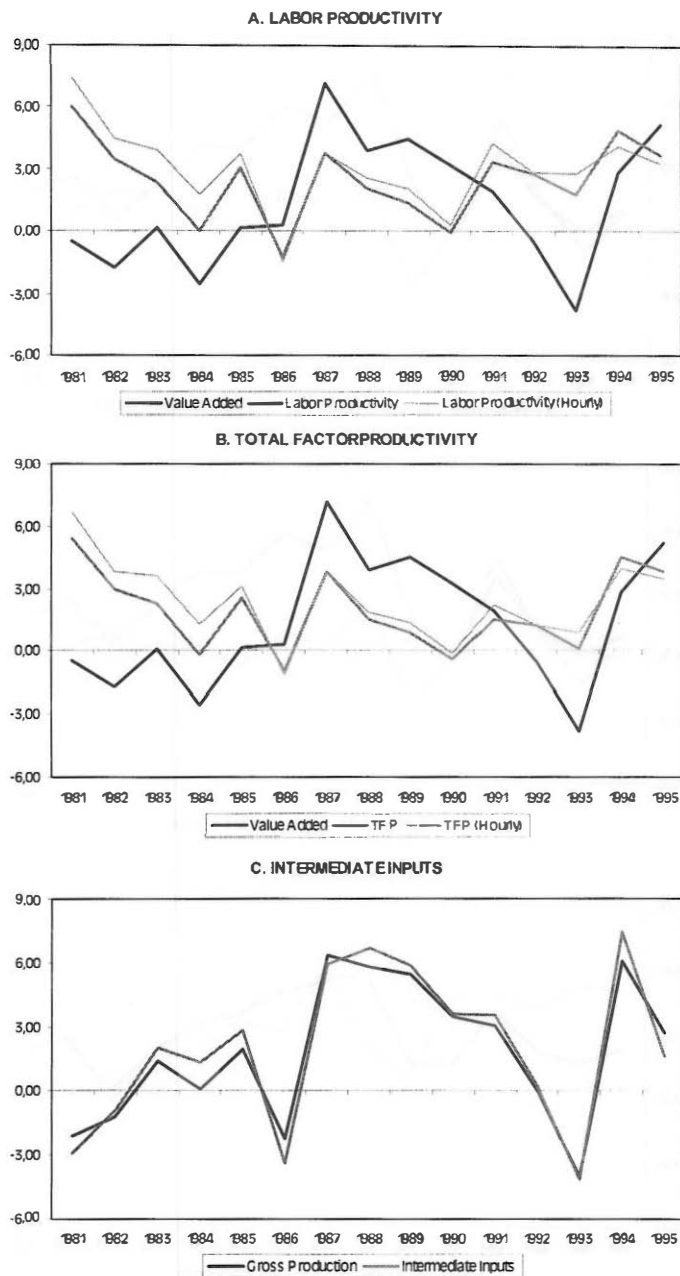 A. LABOR PRODUCTIVITY
9,00
6,00
3,00
0,00
-3,00
-6,00
1981 1982 1983 1984 1985 1986 1987 1988 1989 1990 1991 1992 1993 1994 1995
Value Added Labor Productivity Labor Productivity (Hourly)
B. TOTAL FACTOR PRODUCTIVITY
9,00
6,00
3,00
0,00
-3,00
-6,00
1981 1982 1983 1984 1985 1986 1987 1988 1989 1990 1991 1992 1993 1994 1995
Value Added TFP TFP (Hourly)
C. INTERMEDIATE INPUTS
9,00
6,00
3,00
0,00
-3,00
-6,00
1981 1982 1983 1984 1985 1986 1987 1988 1989 1990 1991 1992 1993 1994 1995
Gross Production Intermediate Inputs